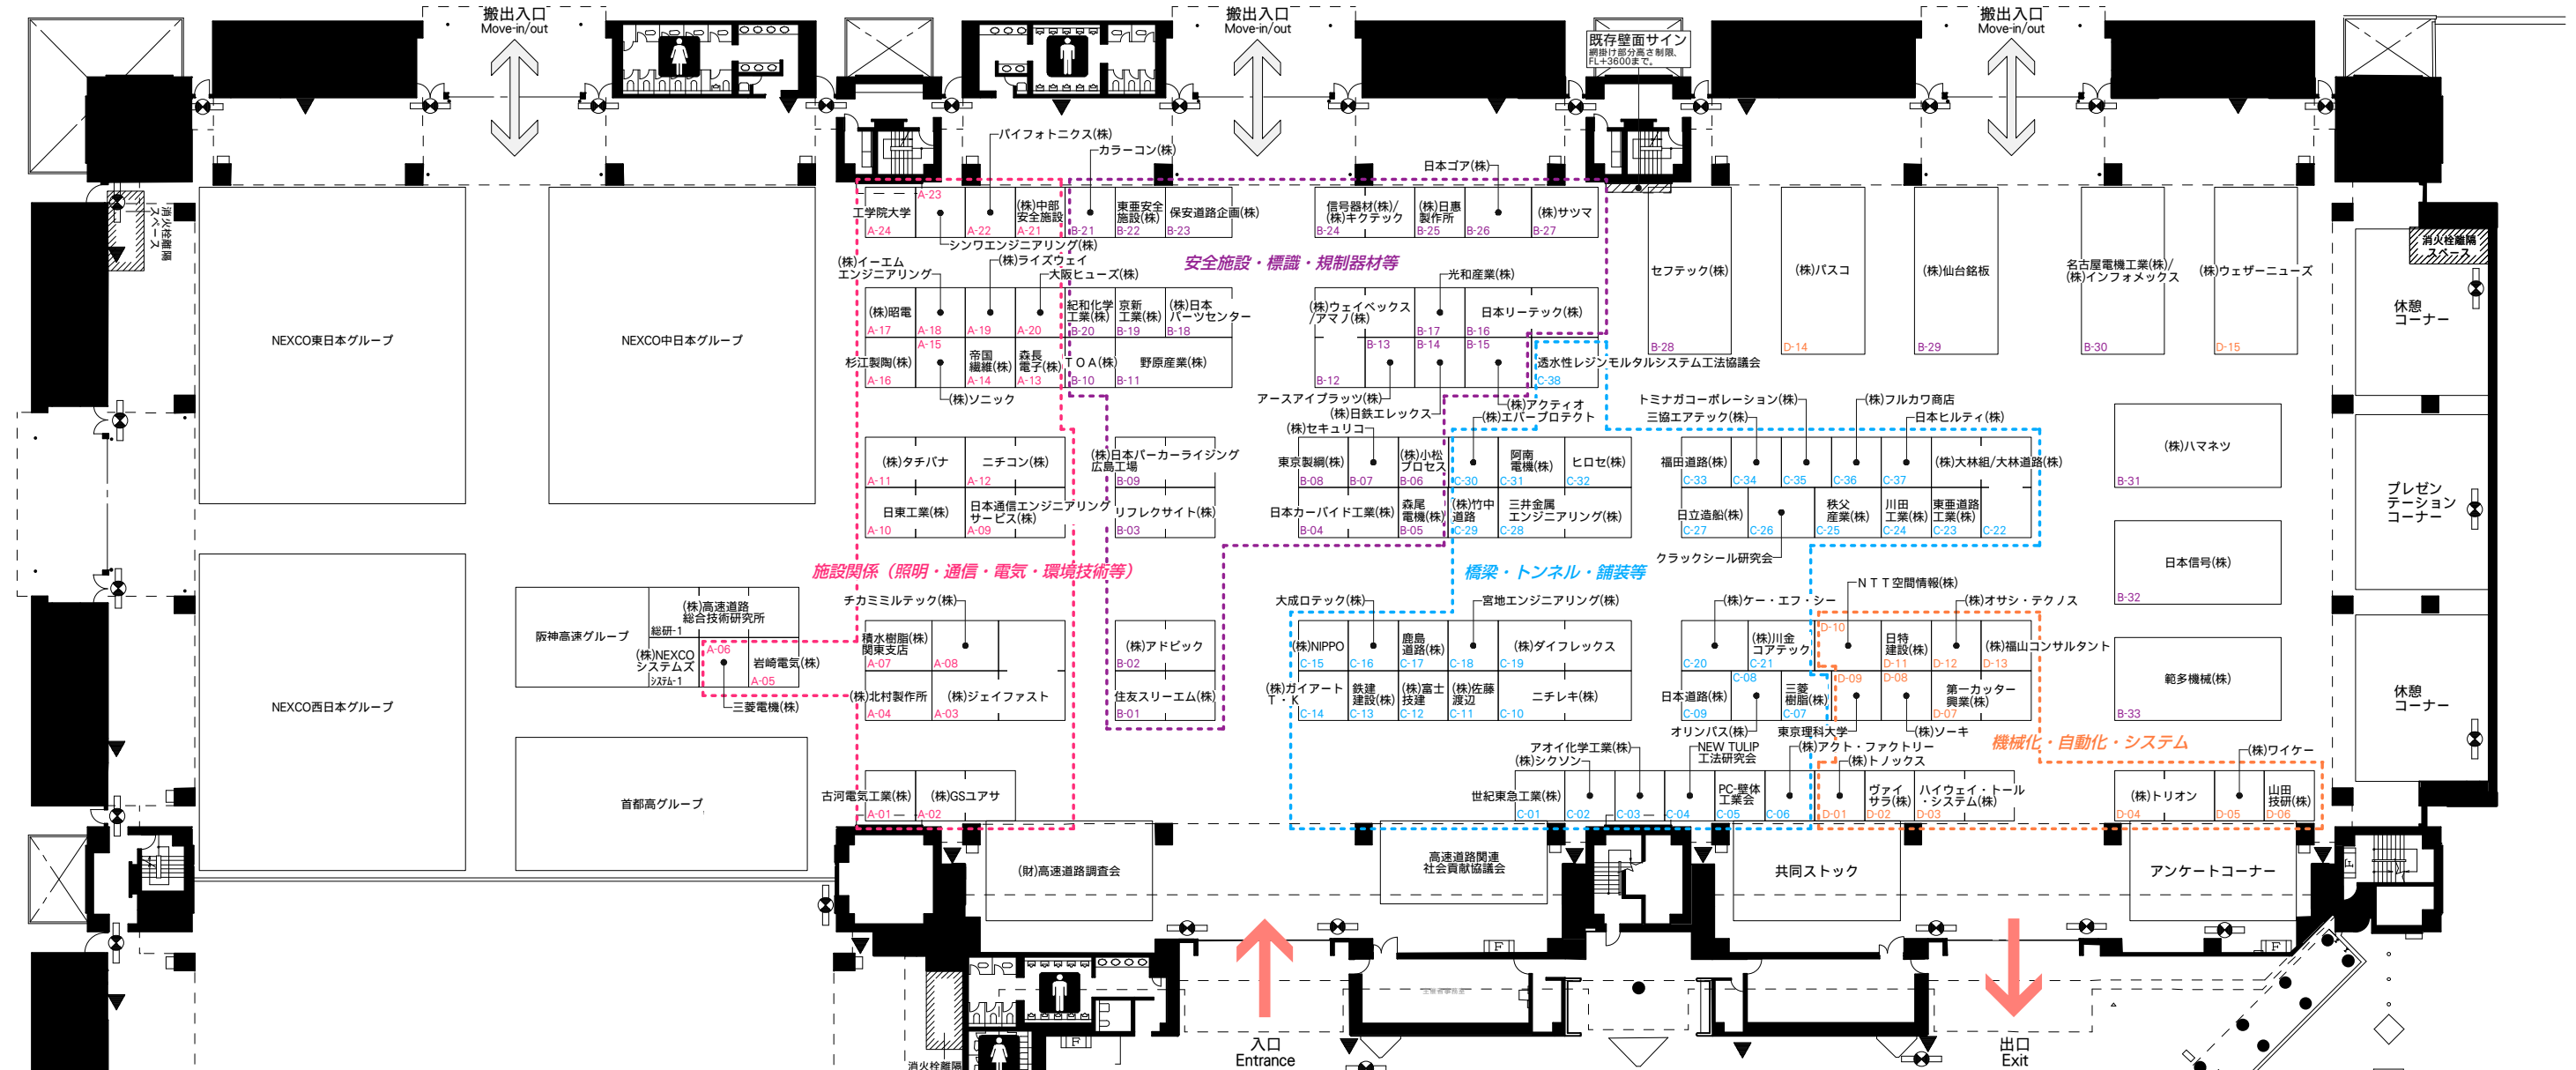 搬出入口
Move-in/out
搬出入口
Move-in/out
既存壁面サイン
網掛け部分高さ制限、
FL+3600まで。
搬出入口
Move-in/out
消火栓離隔
スペース
パイフォトニクス(株)
カラーコン(株)
日本ゴア(株)
工学院大学
A-24
A-23
シンワエンジニアリング(株)
A-22
(株)中部
安全施設
A-21
B-21
東亜安全
施設(株)
B-22
保安道路企画(株)
B-23
信号器材(株)/
(株)キクテック
B-24
(株)日惠
製作所
B-25
B-26
(株)サツマ
B-27
安全施設・標識・規制器材等
セフテック(株)
B-28
(株)パスコ
D-14
(株)仙台銘板
B-29
名古屋電機工業(株)/
(株)インフォメックス
B-30
(株)ウェザーニューズ
D-15
消火栓離隔
スペース
休憩
コーナー
(株)イーエム
エンジニアリング
(株)ライズウェイ
大阪ヒューズ(株)
光和産業(株)
(株)昭電
A-17
A-18
A-19
A-20
紀和化学
工業(株)
B-20
京新
工業(株)
B-19
(株)日本
パーツセンター
B-18
(株)ウェイベックス
/アマノ(株)
B-17
日本リーテック(株)
B-16
杉江製陶(株)
A-16
A-15
(株)ソニック
帝国
繊維(株)
A-14
森長
電子(株)
A-13
TOA(株)
B-10
野原産業(株)
B-11
B-12
B-13
アースアイブラッツ(株)
B-14
(株)日鉄エレックス
B-15
(株)アクティオ
透水性レジンモルタルシステム工法協議会
C-38
NEXCO東日本グループ
NEXCO中日本グループ
(株)セキュリコ
(株)エバープロテクト
三協エアテック(株)
トミナガコーポレーション(株)
(株)フルカワ商店
日本ヒルティ(株)
(株)タチバナ
A-11
ニチコン(株)
A-12
(株)日本パーカーライジング
広島工場
B-09
東京製綱(株)
B-08
B-07
(株)小松
プロセス
B-06
C-30
阿南
電機(株)
C-31
ヒロセ(株)
C-32
福田道路(株)
C-33
C-34
C-35
C-36
C-37
(株)大林組/大林道路(株)
(株)ハマネツ
B-31
プレゼン
テーション
コーナー
日東工業(株)
A-10
日本通信エンジニアリング
サービス(株)
A-09
リフレクサイト(株)
B-03
日本カーバイド工業(株)
B-04
森尾
電機(株)
B-05
(株)竹中
道路
C-29
三井金属
エンジニアリング(株)
C-28
日立造船(株)
C-27
C-26
クラックシール研究会
秩父
産業(株)
C-25
川田
工業(株)
C-24
東亜道路
工業(株)
C-23
C-22
日本信号(株)
B-32
施設関係（照明・通信・電気・環境技術等）
橋梁・トンネル・舗装等
阪神高速グループ
(株)高速道路
総合技術研究所
総研-1
(株)NEXCO
システムズ
システム-1
A-06
三菱電機(株)
岩崎電気(株)
A-05
チカミミルテック(株)
大成ロテック(株)
宮地エンジニアリング(株)
(株)ケー・エフ・シー
NTT空間情報(株)
(株)オサシ・テクノス
積水樹脂(株)
関東支店
A-07
A-08
(株)アドビック
B-02
(株)NIPPO
C-15
C-16
鹿島
道路(株)
C-17
C-18
(株)ダイフレックス
C-19
C-20
(株)川金
コアテック
C-21
D-10
日特
建設(株)
D-11
D-12
(株)福山コンサルタント
D-13
(株)北村製作所
A-04
(株)ジェイファスト
A-03
住友スリーエム(株)
B-01
(株)ガイアート
T・K
C-14
鉄建
建設(株)
C-13
(株)富士
技建
C-12
(株)佐藤
渡辺
C-11
ニチレキ(株)
C-10
日本道路(株)
C-09
C-08
オリンパス(株)
三菱
樹脂(株)
C-07
D-09
東京理科大学
D-08
(株)ソーキ
第一カッター
興業(株)
D-07
範多機械(株)
B-33
休憩
コーナー
NEXCO西日本グループ
首都高グループ
機械化・自動化・システム
アオイ化学工業(株)
(株)シクソン
NEW TULIP
工法研究会
(株)アクト・ファクトリー
(株)トノックス
(株)ワイケー
古河電気工業(株)
A-01
(株)GSユアサ
A-02
世紀東急工業(株)
C-01
C-02
C-03
C-04
PC-壁体
工業会
C-05
C-06
D-01
ヴァイ
サラ(株)
D-02
ハイウェイ・トール
・システム(株)
D-03
(株)トリオン
D-04
D-05
山田
技研(株)
D-06
(財)高速道路調査会
高速道路関連
社会貢献協議会
共同ストック
アンケートコーナー
F
F
F
F
消火栓離隔
入口
Entrance
出口
Exit